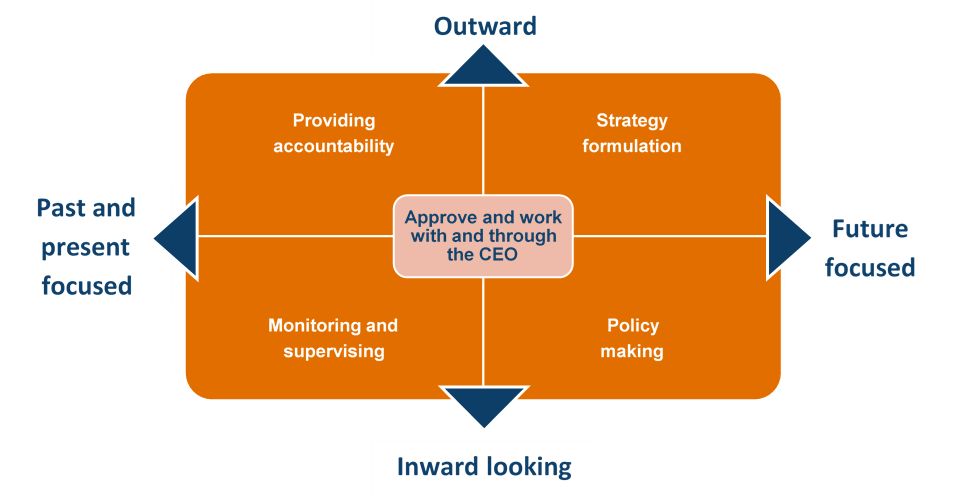 Outward
Providing
accountability
Strategy
formulation
Past and
present
focused
Approve and work
with and through
the CEO
Future
focused
Monitoring and
supervising
Policy
making
Inward looking